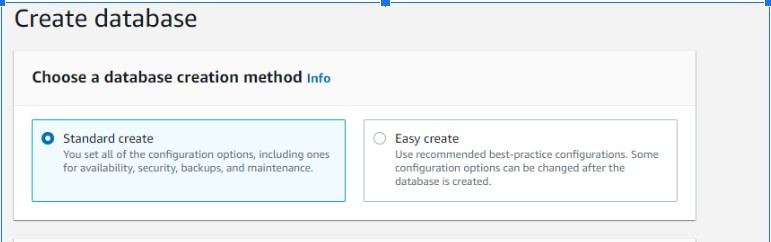 Create database
Choose a database creation method Info
Standard create
You set all of the configuration options, including ones
for availability, security, backups, and maintenance.
Easy create
Use recommended best-practice configurations. Some
configuration options can be changed after the
database is created.